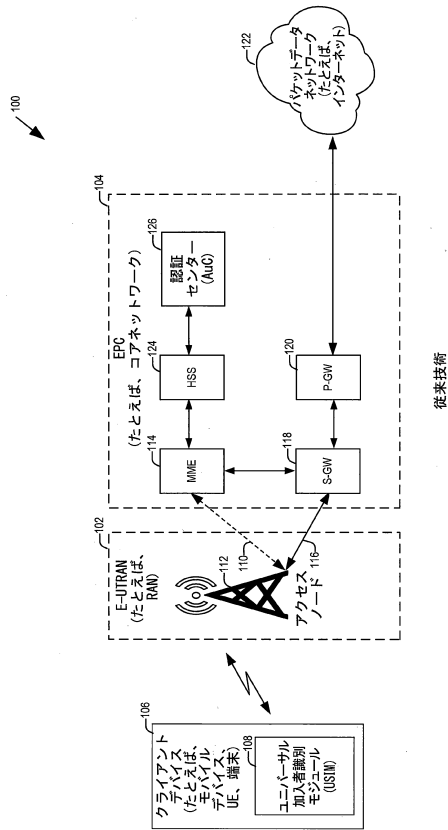 100
106
クライアント
デバイス
(たとえば、
モバイル
デバイス、
UE、端末)
108
ユニバーサル
加入者識別
モジュール
(USIM)
102
E-UTRAN
(たとえば、
RAN)
112
110
116
アクセス
ノード
104
EPC
(たとえば、コアネットワーク)
114
MME
124
HSS
126
認証
センター
(AuC)
118
S-GW
120
P-GW
122
パケットデータ
ネットワーク
(たとえば、
インターネット)
従来技術